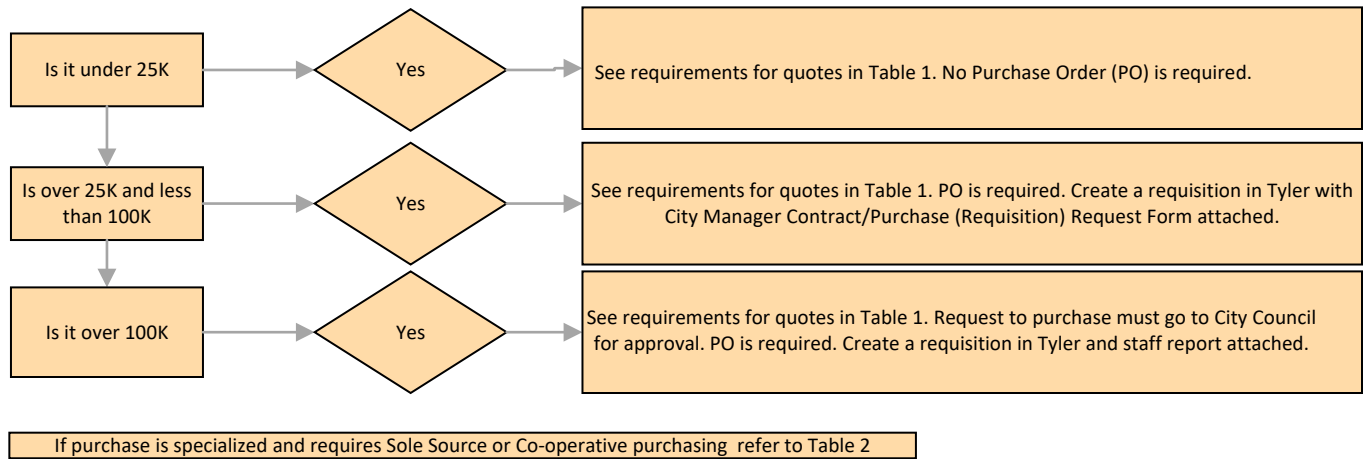 Is it under 25K
Yes
See requirements for quotes in Table 1. No Purchase Order (PO) is required.
Is over 25K and less
than 100K
Yes
See requirements for quotes in Table 1. PO is required. Create a requisition in Tyler with
City Manager Contract/Purchase (Requisition) Request Form attached.
Is it over 100K
Yes
See requirements for quotes in Table 1. Request to purchase must go to City Council
for approval. PO is required. Create a requisition in Tyler and staff report attached.
If purchase is specialized and requires Sole Source or Co-operative purchasing refer to Table 2